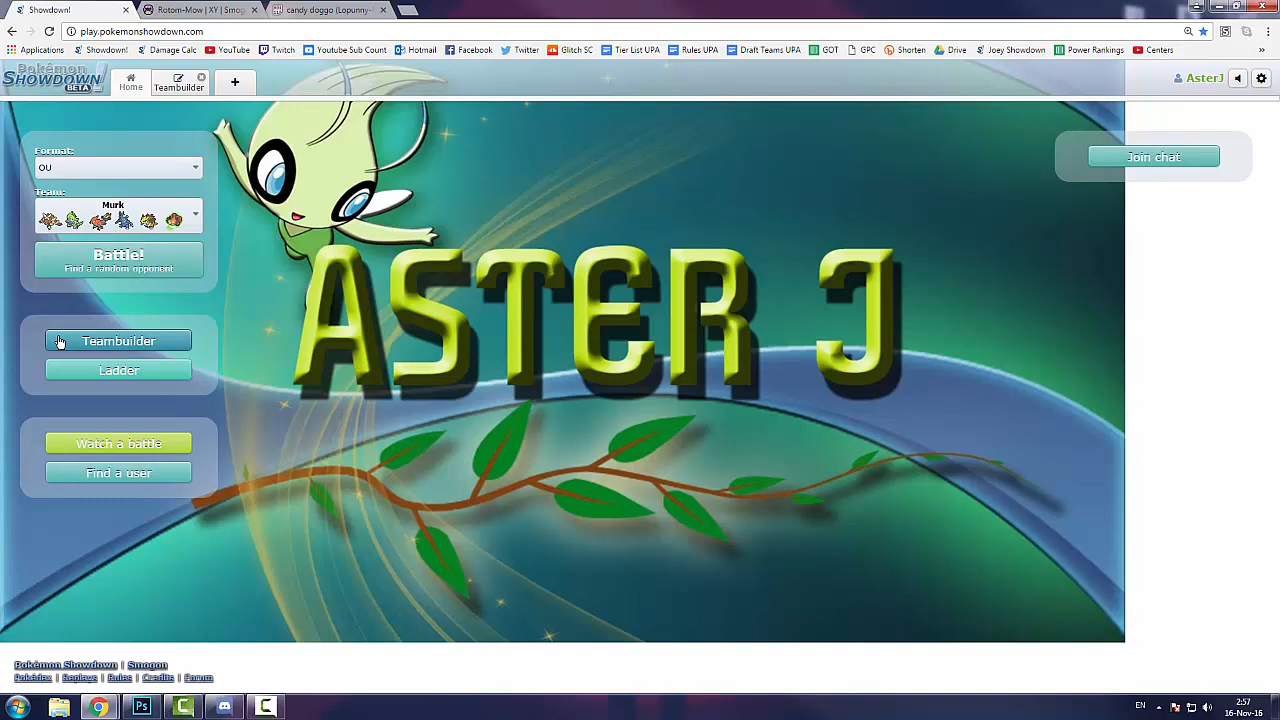 Showdown!
Rotom-Mow | XY | Smog
candy doggo (Lopunny-
play.pokemonshowdown.com
Applications
Showdown!
Damage Calc
YouTube
Twitch
Youtube Sub Count
Hotmail
Facebook
Twitter
Glitch SC
Tier List UPA
Rules UPA
Draft Teams UPA
GOT
GPC
Shorten
Drive
Joey Showdown
Power Rankings
Centers
»
Pokémon
SHOWDOWN
BETA
Home
Teambuilder
+
AsterJ
Format:
OU
Team:
Murk
Battle!
Find a random opponent
Teambuilder
Ladder
Watch a battle
Find a user
Join chat
ASTER J
Pokémon Showdown | Smogon
Pokédex | Replays | Rules | Credits | Forum
Ps
EN
2:57
16-Nov-16